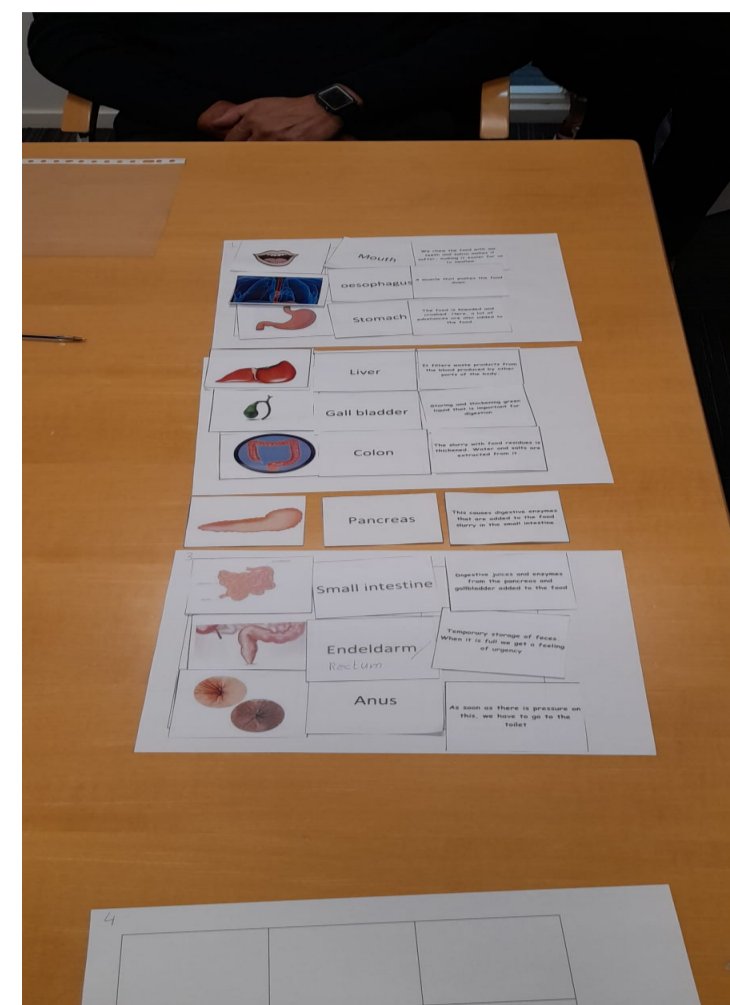 1
Mouth
We chew the food with our
teeth and saliva makes it
softer, making it easier for us
to swallow
oesophagus
A muscle that pushes the food
down
Stomach
The food is blended and
crushed. Here, a lot of
substances are also added to
the food
Liver
It filters waste products from
the blood produced by other
parts of the body
Gall bladder
Storing and thickening green
liquid that is important for
digestion
Colon
The slurry with food residues is
thickened. Water and salts are
extracted from it
Pancreas
This causes digestive enzymes
that are added to the food
slurry in the small intestine
3
Small intestine
Digestive juices and enzymes
from the pancreas and
gallbladder added to the food
Endeldarm
Rectum
Temporary storage of feces.
When it is full we get a feeling
of urgency
Anus
As soon as there is pressure on
this, we have to go to the
toilet
4